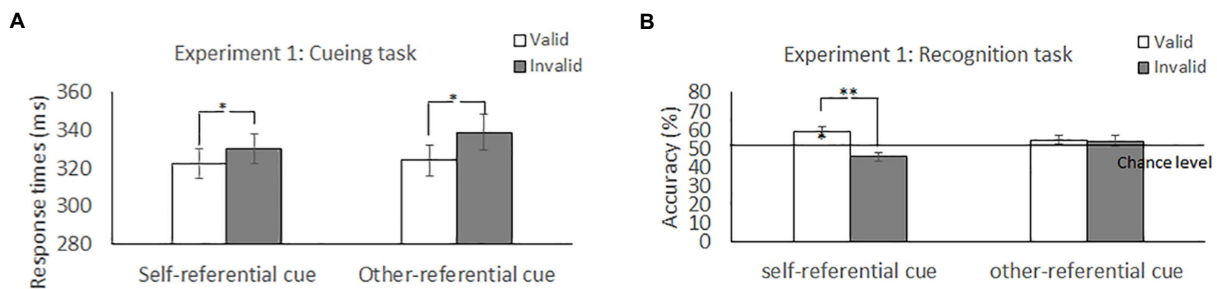 A
Experiment 1: Cueing task
Valid
Invalid
Response times (ms)
360
340
320
300
280
*
*
Self-referential cue
Other-referential cue
B
Experiment 1: Recognition task
Valid
Invalid
Accuracy (%)
80
70
60
50
40
30
20
10
0
**
*
Chance level
self-referential cue
other-referential cue